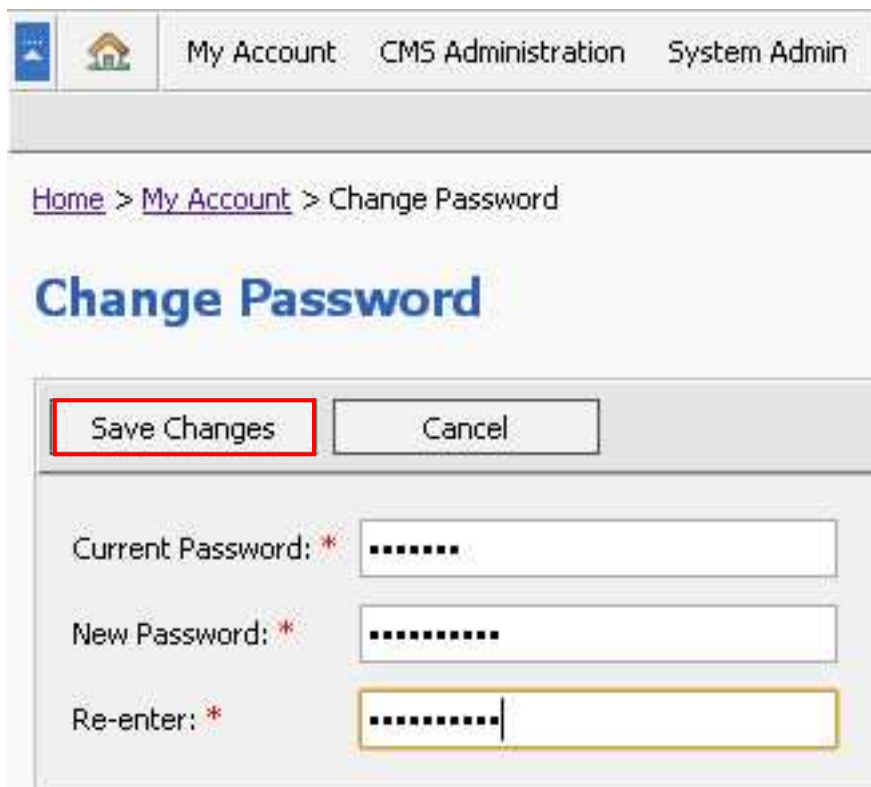 My Account CMS Administration System Admin
Home > My Account > Change Password
Change Password
Save Changes Cancel
Current Password: * •••••••
New Password: * ••••••••••
Re-enter: * ••••••••••